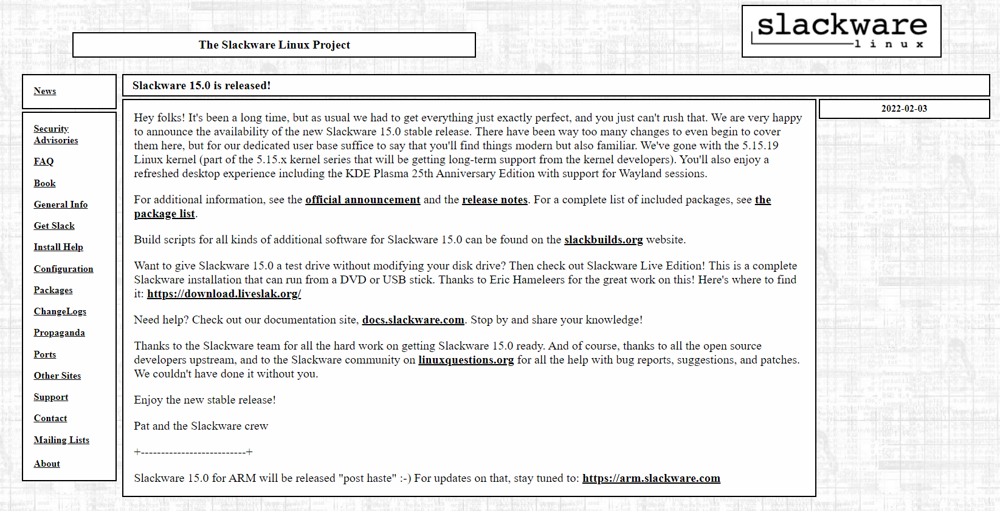 The Slackware Linux Project
slackware
linux
News
Security
Advisories
FAQ
Book
General Info
Get Slack
Install Help
Configuration
Packages
ChangeLogs
Propaganda
Ports
Other Sites
Support
Contact
Mailing Lists
About
Slackware 15.0 is released!
2022-02-03
Hey folks! It's been a long time, but as usual we had to get everything just exactly perfect, and you just can't rush that. We are very happy
to announce the availability of the new Slackware 15.0 stable release. There have been way too many changes to even begin to cover
them here, but for our dedicated user base suffice to say that you'll find things modern but also familiar. We've gone with the 5.15.19
Linux kernel (part of the 5.15.x kernel series that will be getting long-term support from the kernel developers). You'll also enjoy a
refreshed desktop experience including the KDE Plasma 25th Anniversary Edition with support for Wayland sessions.
For additional information, see the official announcement and the release notes. For a complete list of included packages, see the
package list.
Build scripts for all kinds of additional software for Slackware 15.0 can be found on the slackbuilds.org website.
Want to give Slackware 15.0 a test drive without modifying your disk drive? Then check out Slackware Live Edition! This is a complete
Slackware installation that can run from a DVD or USB stick. Thanks to Eric Hameleers for the great work on this! Here's where to find
it: https://download.liveslak.org/
Need help? Check out our documentation site, docs.slackware.com. Stop by and share your knowledge!
Thanks to the Slackware team for all the hard work on getting Slackware 15.0 ready. And of course, thanks to all the open source
developers upstream, and to the Slackware community on linuxquestions.org for all the help with bug reports, suggestions, and patches.
We couldn't have done it without you.
Enjoy the new stable release!
Pat and the Slackware crew
+--------------------------+
Slackware 15.0 for ARM will be released "post haste" :-) For updates on that, stay tuned to: https://arm.slackware.com